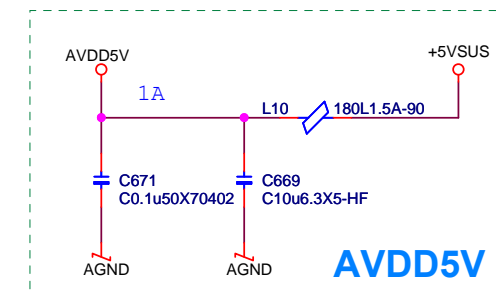 AVDD5V
+5VSUS
1A
L10
180L1.5A-90
C671
C0.1u50X70402
C669
C10u6.3X5-HF
AGND
AGND
AVDD5V